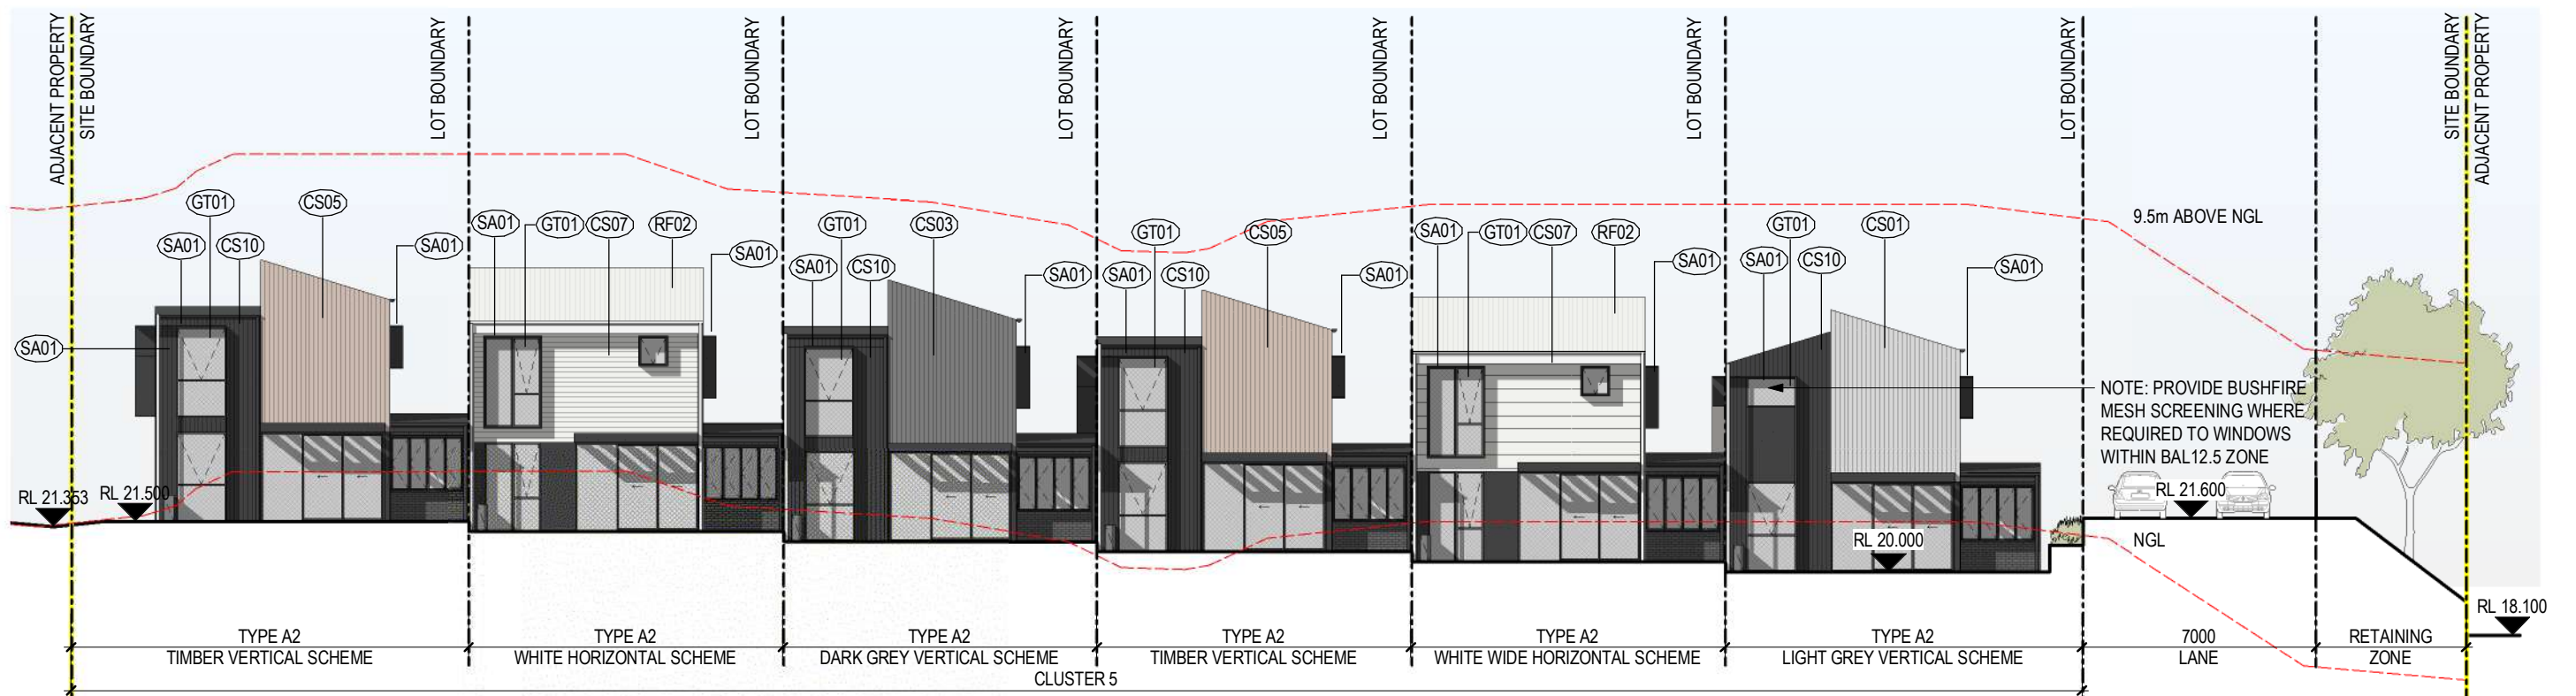 ADJACENT PROPERTY
SITE BOUNDARY
LOT BOUNDARY
LOT BOUNDARY
LOT BOUNDARY
LOT BOUNDARY
LOT BOUNDARY
LOT BOUNDARY
SITE BOUNDARY
ADJACENT PROPERTY
GT01
CS05
SA01
CS10
SA01
SA01
SA01
GT01
CS07
RF02
SA01
GT01
CS03
SA01
CS10
SA01
GT01
CS05
SA01
CS10
SA01
SA01
GT01
CS07
RF02
SA01
GT01
CS01
SA01
CS10
SA01
9.5m ABOVE NGL
NOTE: PROVIDE BUSHFIRE
MESH SCREENING WHERE
REQUIRED TO WINDOWS
WITHIN BAL12.5 ZONE
RL 21.353
RL 21.500
RL 21.600
RL 20.000
NGL
RL 18.100
TYPE A2
TIMBER VERTICAL SCHEME
TYPE A2
WHITE HORIZONTAL SCHEME
TYPE A2
DARK GREY VERTICAL SCHEME
TYPE A2
TIMBER VERTICAL SCHEME
TYPE A2
WHITE WIDE HORIZONTAL SCHEME
TYPE A2
LIGHT GREY VERTICAL SCHEME
7000
LANE
RETAINING
ZONE
CLUSTER 5